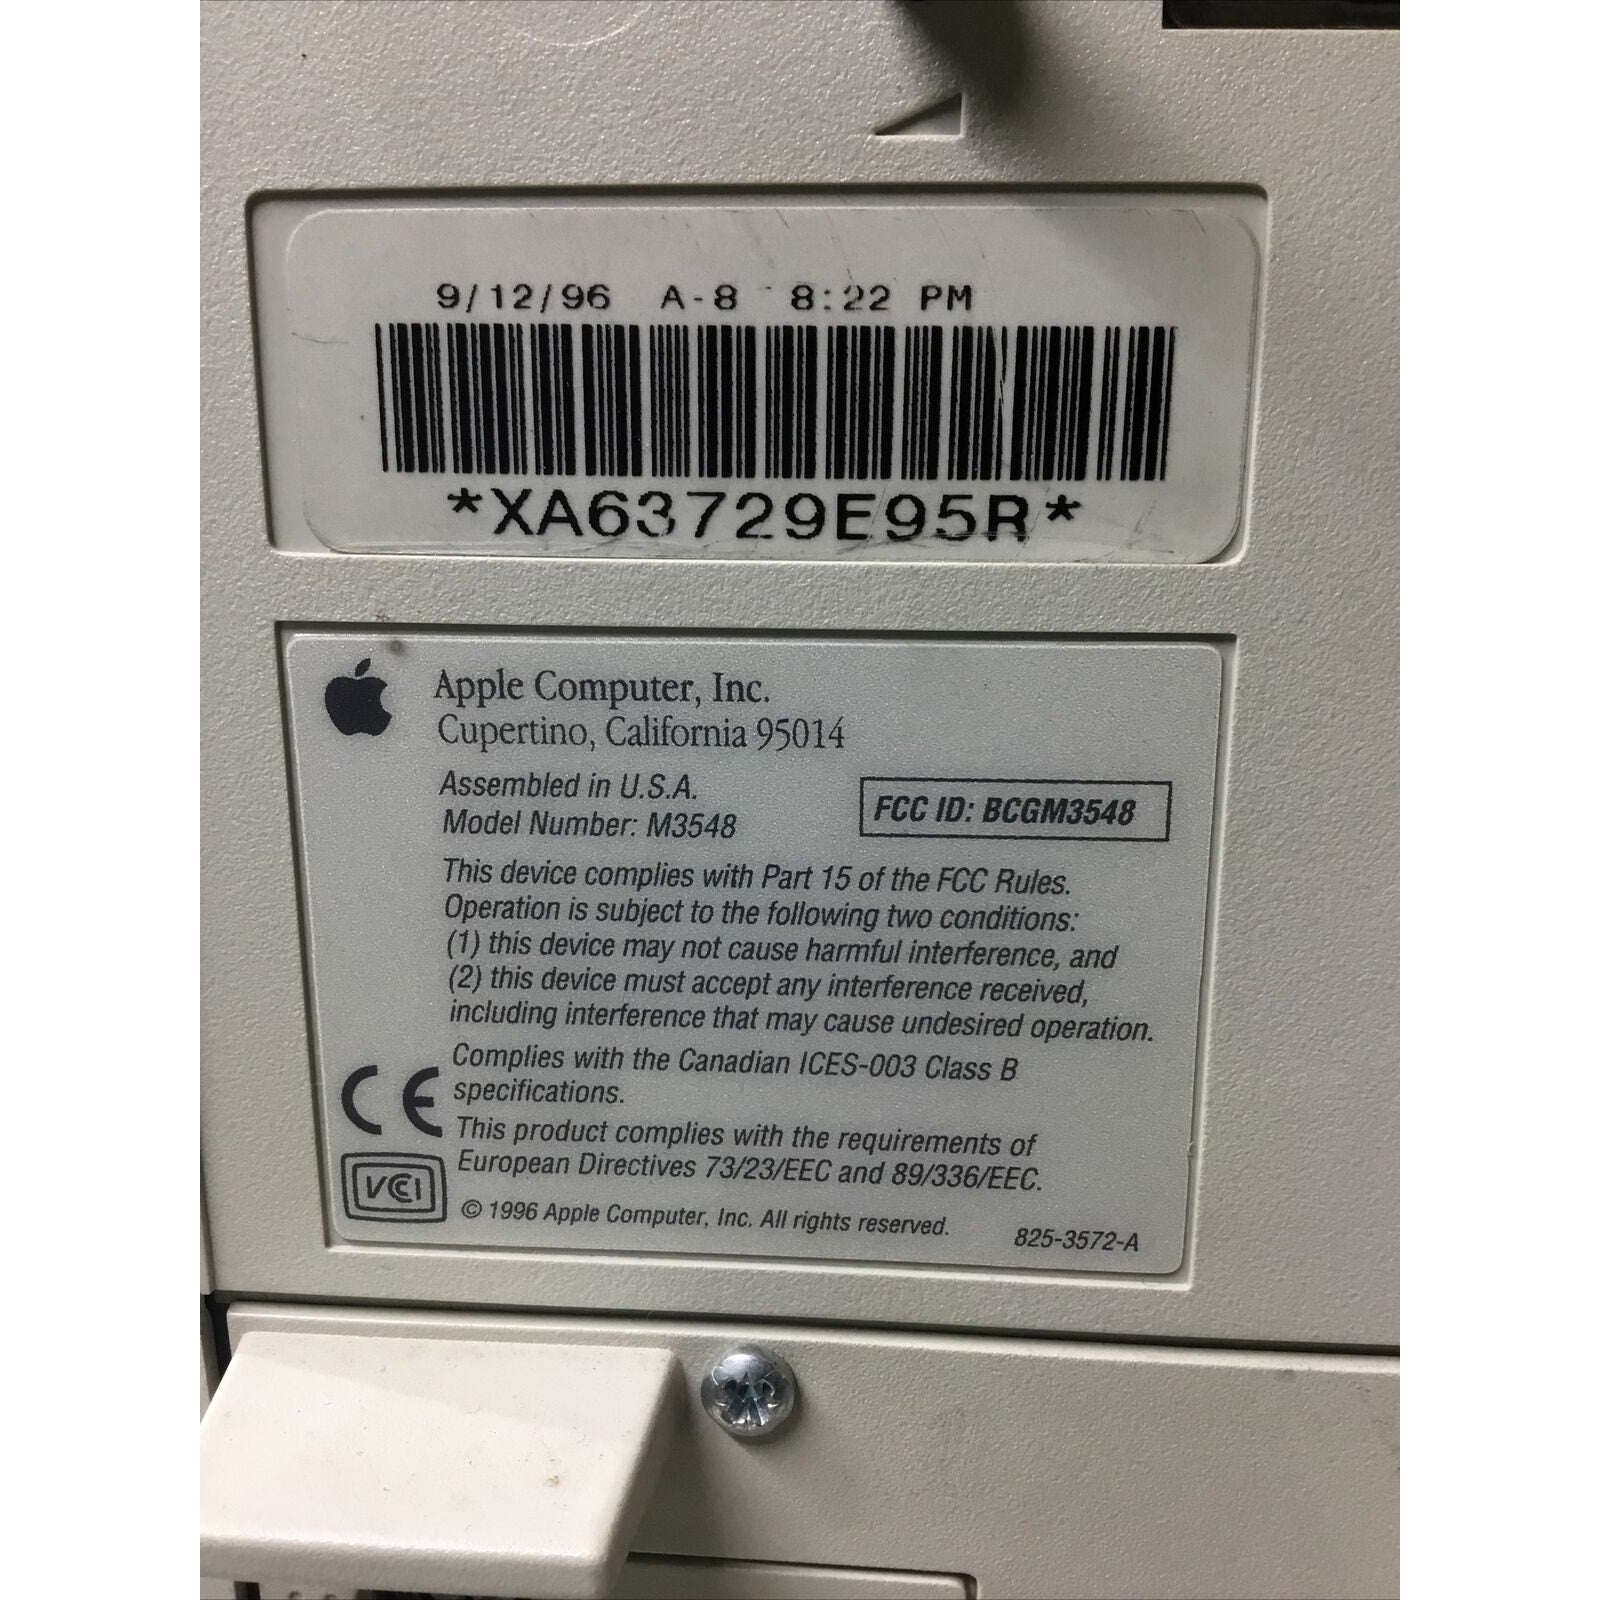 9/12/96 A-8 8:22 PM
*XA63729E95R*
Apple Computer, Inc.
Cupertino, California 95014
Assembled in U.S.A.
Model Number: M3548
FCC ID: BCGM3548
This device complies with Part 15 of the FCC Rules.
Operation is subject to the following two conditions:
(1) this device may not cause harmful interference, and
(2) this device must accept any interference received,
including interference that may cause undesired operation.
Complies with the Canadian ICES-003 Class B
specifications.
CE
This product complies with the requirements of
European Directives 73/23/EEC and 89/336/EEC.
VCCI
© 1996 Apple Computer, Inc. All rights reserved.
825-3572-A